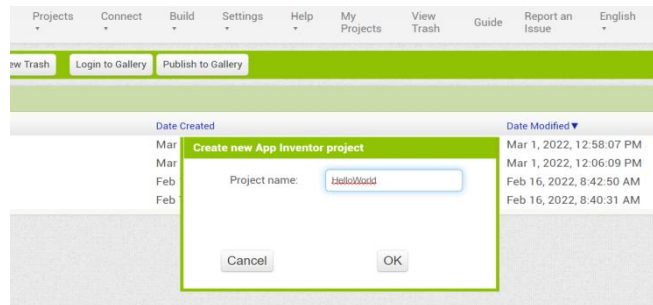 Projects Connect Build Settings Help My Projects View Trash Guide Report an Issue English
ew Trash Login to Gallery Publish to Gallery
Date Created Date Modified
Mar Mar 1, 2022, 12:58:07 PM
Mar Mar 1, 2022, 12:06:09 PM
Feb Feb 16, 2022, 8:42:50 AM
Feb Feb 16, 2022, 8:40:31 AM
Create new App Inventor project
Project name: HelloWorld
Cancel OK